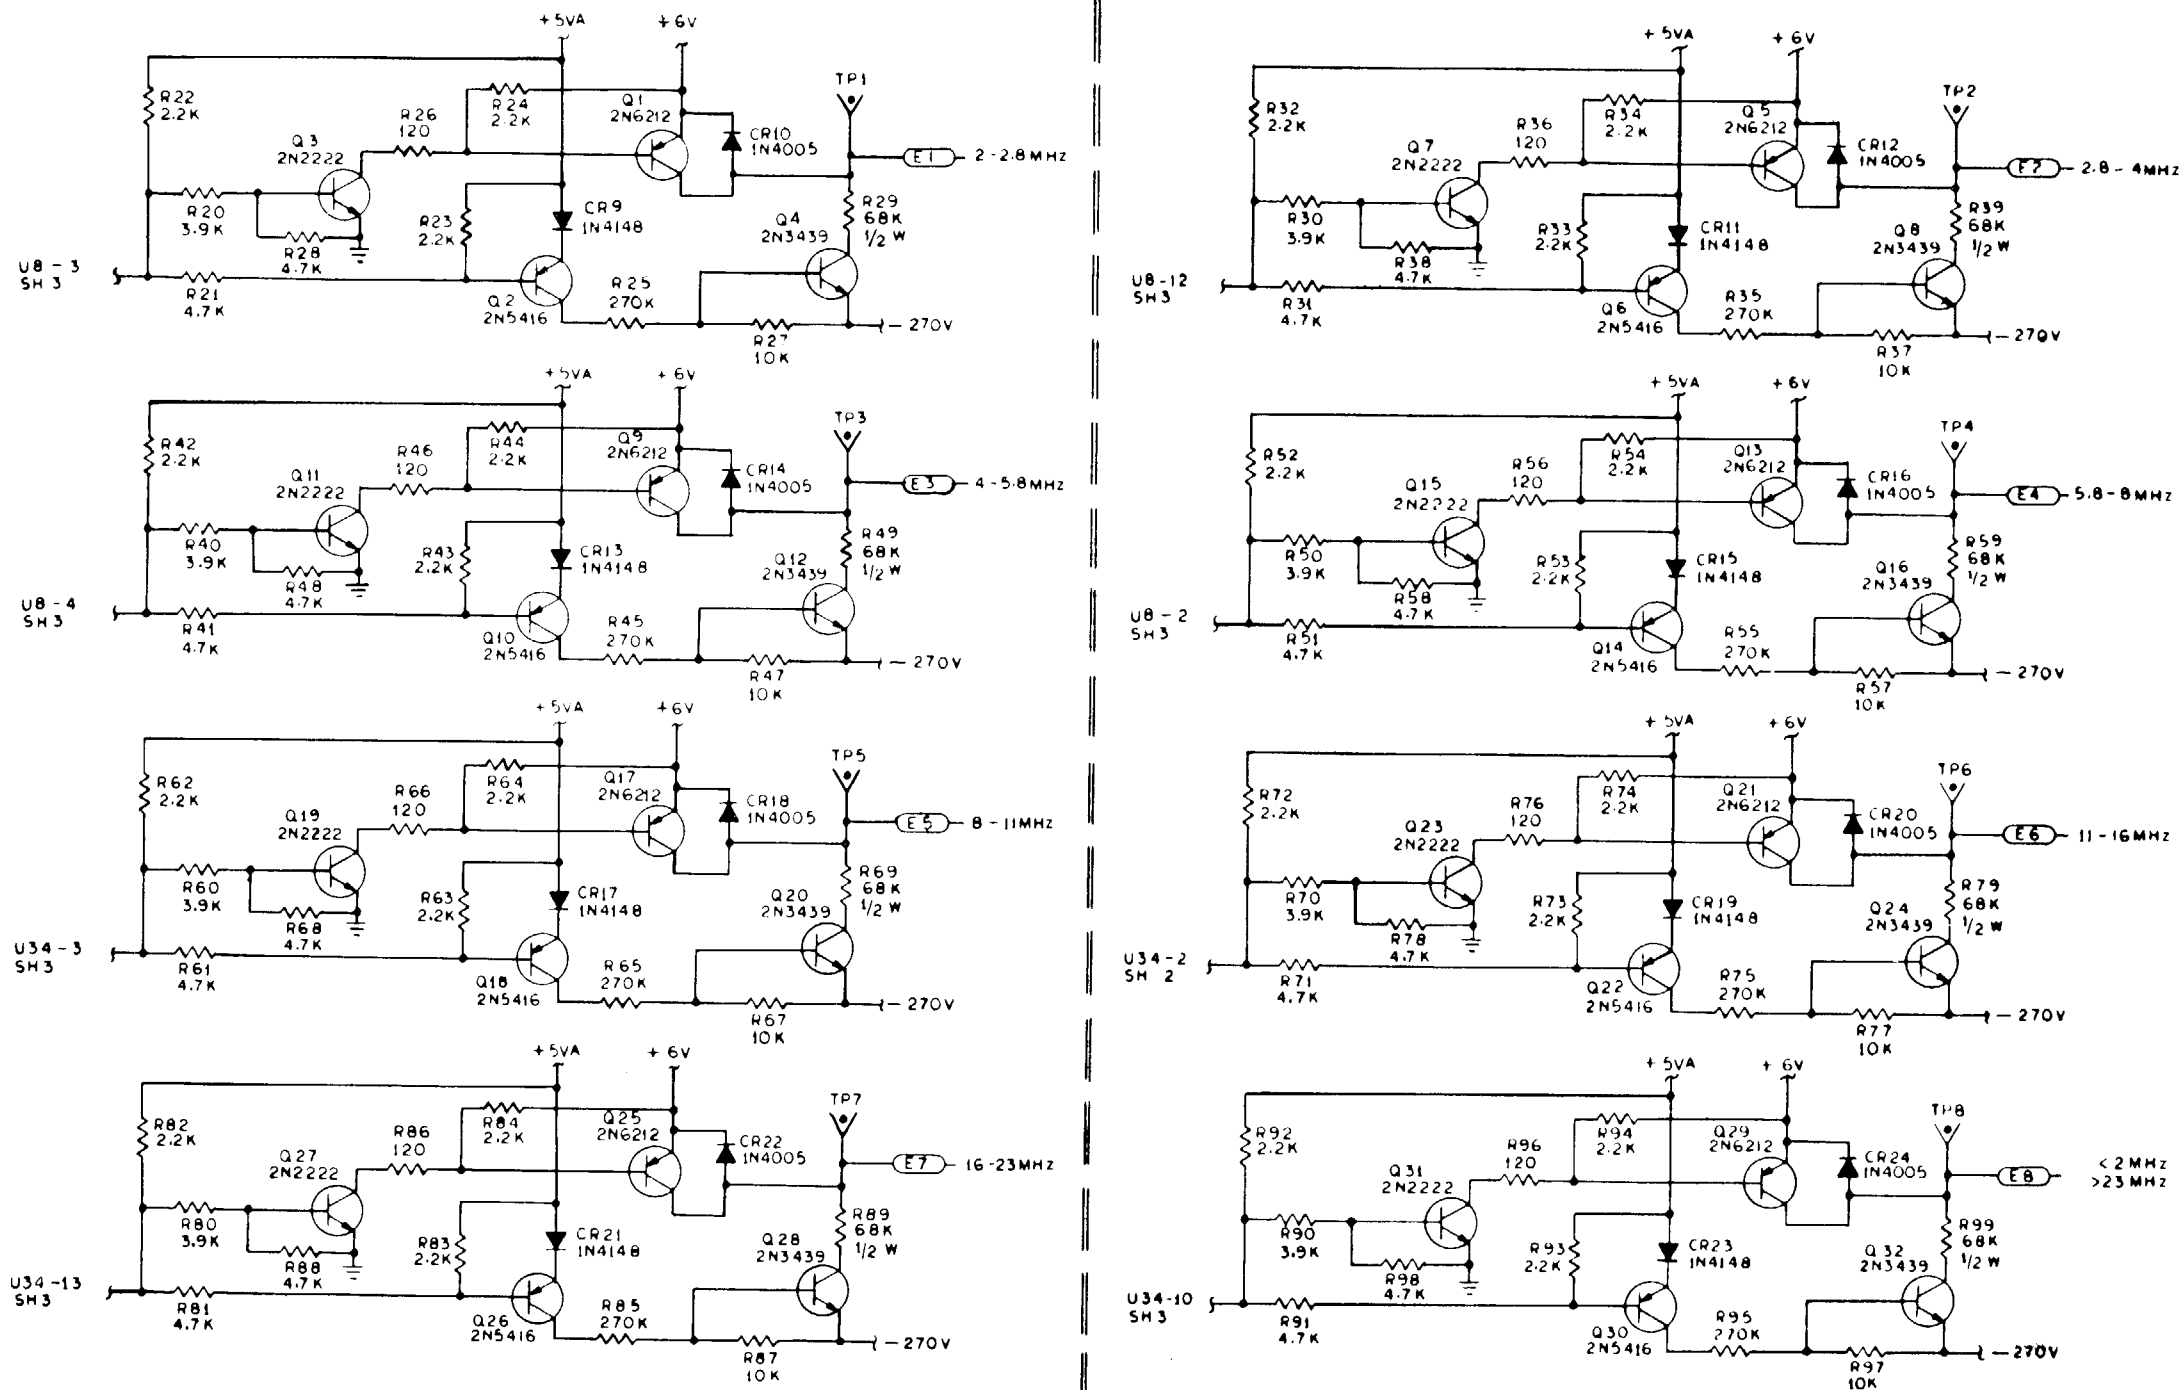 +5VA
+6V
R22
2.2K
R24
2.2K
Q1
2N6212
TP1
R26
120
Q3
2N2222
CR10
1N4005
E1
2-2.8MHz
R20
3.9K
R23
2.2K
CR9
1N4148
R29
68K
1/2 W
Q4
2N3439
R28
4.7K
U8-3
SH 3
R21
4.7K
Q2
2N5416
R25
270K
R27
10K
-270V
+5VA
+6V
R32
2.2K
R34
2.2K
Q5
2N6212
TP2
R36
120
Q7
2N2222
CR12
1N4005
2.8-4MHz
R30
3.9K
R33
2.2K
CR11
1N4148
R39
68K
1/2 W
Q8
2N3439
R38
4.7K
U8-12
SH3
R31
4.7K
Q6
2N5416
R35
270K
R37
10K
-270V
+5VA
+6V
R42
2.2K
R44
2.2K
Q9
2N6212
TP3
R46
120
Q11
2N2222
CR14
1N4005
E3
4-5.8MHz
R40
3.9K
R43
2.2K
CR13
1N4148
R49
68K
1/2 W
Q12
2N3439
R48
4.7K
U8-4
SH3
R41
4.7K
Q10
2N5416
R45
270K
R47
10K
-270V
+5VA
+6V
R52
2.2K
R54
2.2K
Q13
2N6212
TP4
R56
120
Q15
2N2222
CR16
1N4005
E4
5.8-8MHz
R50
3.9K
R53
2.2K
CR15
1N4148
R59
68K
1/2 W
Q16
2N3439
R58
4.7K
U8-2
SH3
R51
4.7K
Q14
2N5416
R55
270K
R57
10K
-270V
+5VA
+6V
R62
2.2K
R64
2.2K
Q17
2N6212
TP5
R66
120
Q19
2N2222
CR18
1N4005
E5
8-11MHz
R60
3.9K
R63
2.2K
CR17
1N4148
R69
68K
1/2 W
Q20
2N3439
R68
4.7K
U34-3
SH3
R61
4.7K
Q18
2N5416
R65
270K
R67
10K
-270V
+5VA
+6V
R72
2.2K
R74
2.2K
Q21
2N6212
TP6
R76
120
Q23
2N2222
CR20
1N4005
E6
11-16MHz
R70
3.9K
R73
2.2K
CR19
1N4148
R79
68K
1/2 W
Q24
2N3439
R78
4.7K
U34-2
SH 2
R71
4.7K
Q22
2N5416
R75
270K
R77
10K
-270V
+5VA
+6V
R82
2.2K
R84
2.2K
Q25
2N6212
TP7
R86
120
Q27
2N2222
CR22
1N4005
E7
16-23MHz
R80
3.9K
R83
2.2K
CR21
1N4148
R89
68K
1/2 W
Q28
2N3439
R88
4.7K
U34-13
SH3
R81
4.7K
Q26
2N5416
R85
270K
R87
10K
-270V
+5VA
+6V
R92
2.2K
R94
2.2K
Q29
2N6212
TP8
R96
120
Q31
2N2222
CR24
1N4005
E8
<2MHz
>23MHz
R90
3.9K
R93
2.2K
CR23
1N4148
R99
68K
1/2 W
Q32
2N3439
R98
4.7K
U34-10
SH3
R91
4.7K
Q30
2N5416
R95
270K
R97
10K
-270V